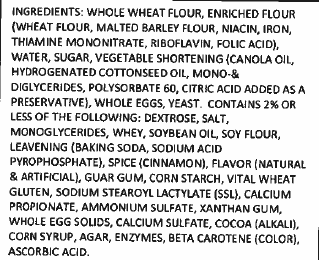 INGREDIENTS: WHOLE WHEAT FLOUR, ENRICHED FLOUR
(WHEAT FLOUR, MALTED BARLEY FLOUR, NIACIN, IRON,
THIAMINE MONONITRATE, RIBOFLAVIN, FOLIC ACID),
WATER, SUGAR, VEGETABLE SHORTENING (CANOLA OIL,
HYDROGENATED COTTONSEED OIL, MONO-&
DIGLYCERIDES, POLYSORBATE 60, CITRIC ACID ADDED AS A
PRESERVATIVE), WHOLE EGGS, YEAST. CONTAINS 2% OR
LESS OF THE FOLLOWING: DEXTROSE, SALT,
MONOGLYCERIDES, WHEY, SOYBEAN OIL, SOY FLOUR,
LEAVENING (BAKING SODA, SODIUM ACID
PYROPHOSPHATE), SPICE (CINNAMON), FLAVOR (NATURAL
& ARTIFICIAL), GUAR GUM, CORN STARCH, VITAL WHEAT
GLUTEN, SODIUM STEAROYL LACTYLATE (SSL), CALCIUM
PROPIONATE, AMMONIUM SULFATE, XANTHAN GUM,
WHOLE EGG SOLIDS, CALCIUM SULFATE, COCOA (ALKALI),
CORN SYRUP, AGAR, ENZYMES, BETA CAROTENE (COLOR),
ASCORBIC ACID.